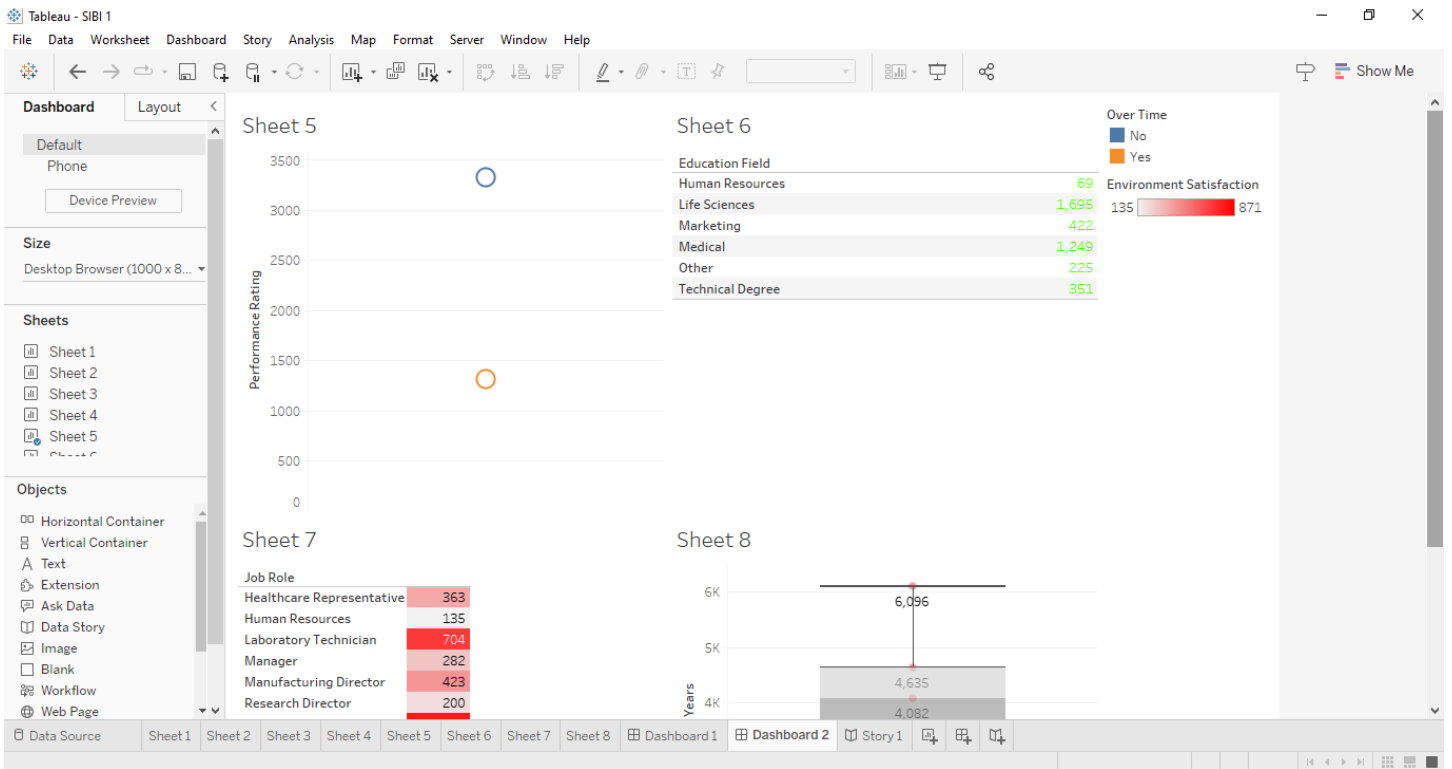 Tableau - SIBI 1
File Data Worksheet Dashboard Story Analysis Map Format Server Window Help
Show Me
Dashboard Layout
Default
Phone
Device Preview
Size
Desktop Browser (1000 x 8...
Sheets
Sheet 1
Sheet 2
Sheet 3
Sheet 4
Sheet 5
Objects
Horizontal Container
Vertical Container
Text
Extension
Ask Data
Data Story
Image
Blank
Workflow
Web Page
Sheet 5
Performance Rating
3500
3000
2500
2000
1500
1000
500
0
Sheet 6
Education Field
Human Resources 69
Life Sciences 1,695
Marketing 422
Medical 1,249
Other 225
Technical Degree 351
Over Time
No
Yes
Environment Satisfaction
135 871
Sheet 7
Job Role
Healthcare Representative 363
Human Resources 135
Laboratory Technician 704
Manager 282
Manufacturing Director 423
Research Director 200
Sheet 8
Years
6K
5K
4K
6,096
4,635
4,082
Data Source Sheet 1 Sheet 2 Sheet 3 Sheet 4 Sheet 5 Sheet 6 Sheet 7 Sheet 8 Dashboard 1 Dashboard 2 Story 1